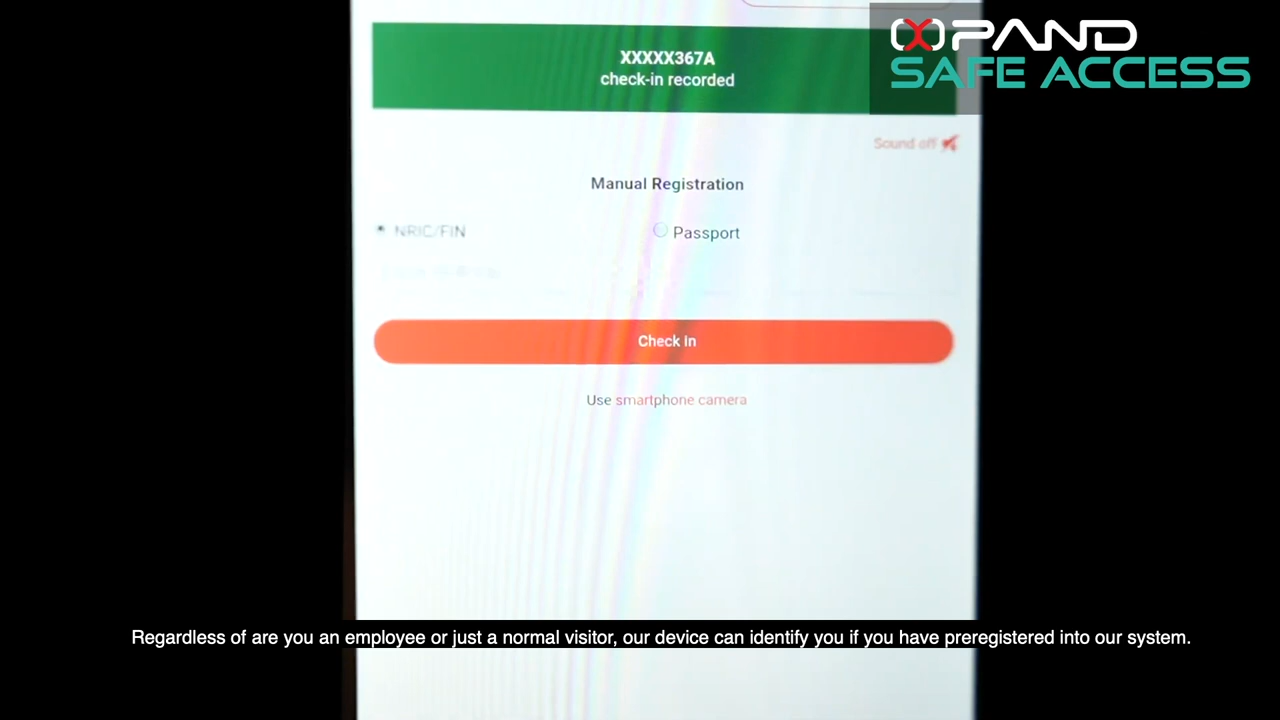 XPAND
SAFE ACCESS
XXXXX367A
check-in recorded
Sound off
Manual Registration
NRIC/FIN
Passport
Check In
Use smartphone camera
Regardless of are you an employee or just a normal visitor, our device can identify you if you have preregistered into our system.